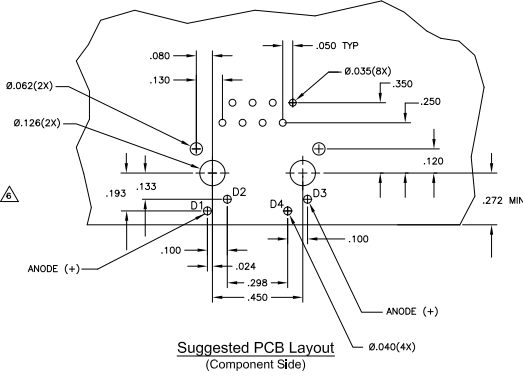 .080
.050 TYP
.130
Ø.035(8X)
Ø.062(2X)
.350
.250
Ø.126(2X)
.120
.133
.193
6
D2
D3
.272 MIN
D1
D4
.100
.100
ANODE (+)
.024
.298
.450
ANODE (+)
Ø.040(4X)
Suggested PCB Layout
(Component Side)